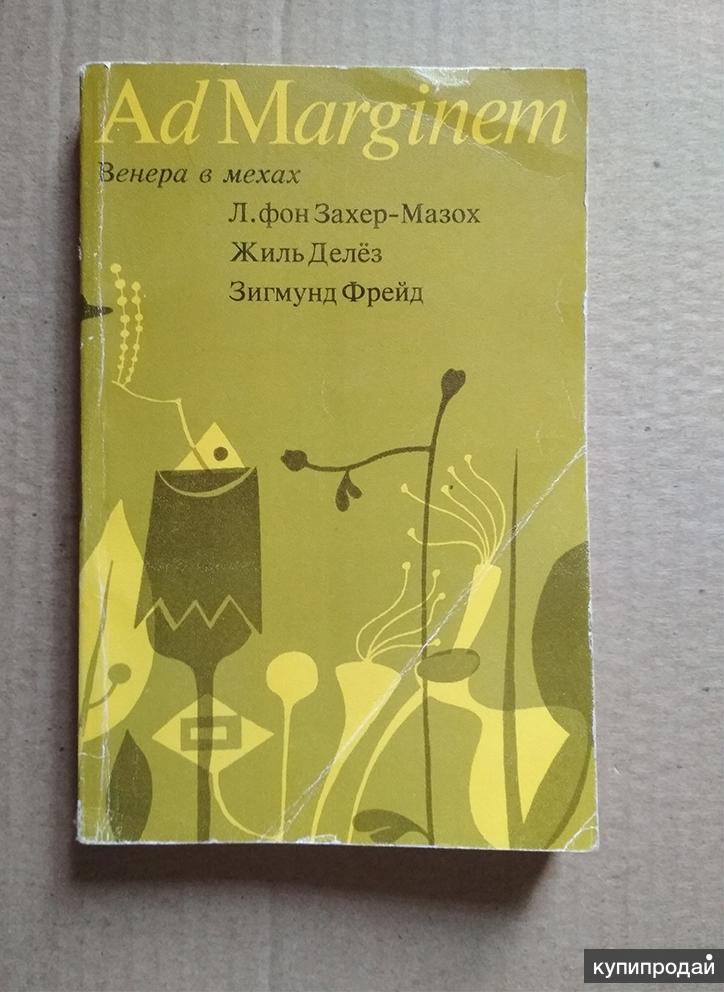 Ad Marginem
Венера в мехах
Л. фон Захер-Мазох
Жиль Делёз
Зигмунд Фрейд
купипродай